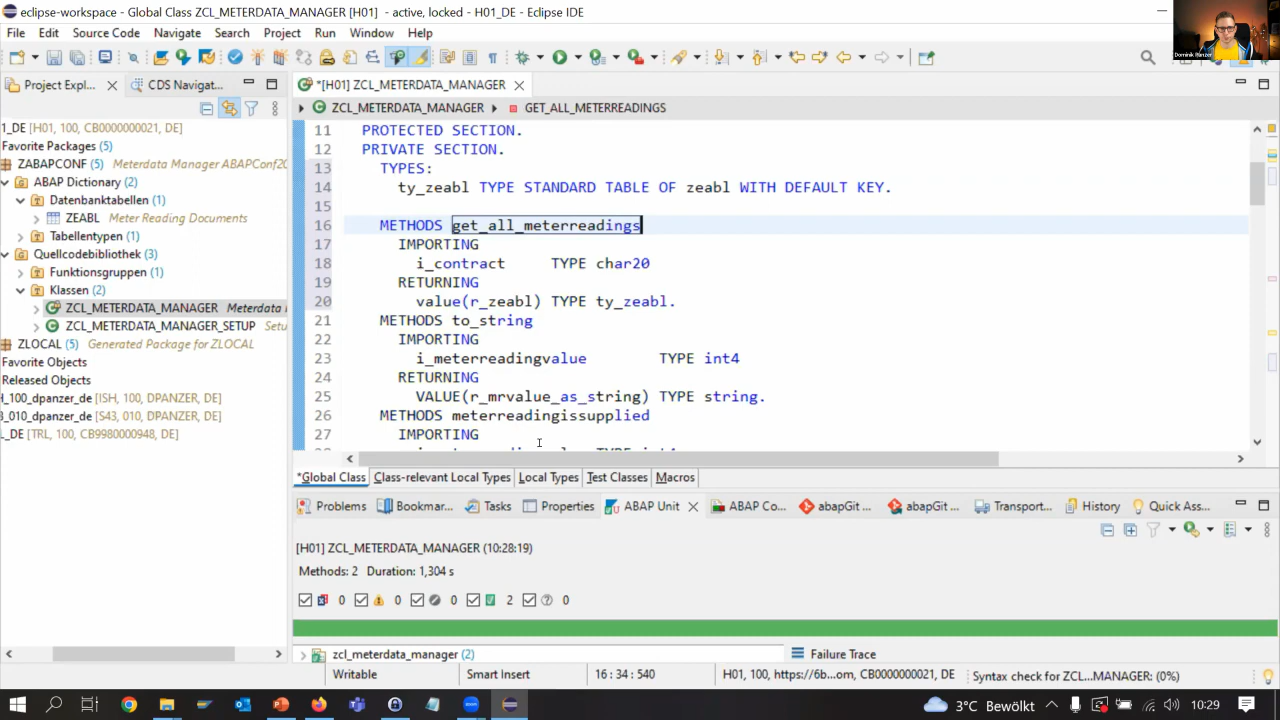 eclipse-workspace - Global Class ZCL_METERDATA_MANAGER [H01] - active, locked - H01_DE - Eclipse IDE
File Edit Source Code Navigate Search Project Run Window Help
Project Exp... CDS Navigat...
*[H01] ZCL_METERDATA_MANAGER
ZCL_METERDATA_MANAGER GET_ALL_METERREADINGS
1_DE [H01, 100, CB0000000021, DE]
Favorite Packages (5)
ZABAPCONF (5) Meterdata Manager ABAPConf20
ABAP Dictionary (2)
Datenbanktabellen (1)
ZEABL Meter Reading Documents
Tabellentypen (1)
Quellcodebibliothek (3)
Funktionsgruppen (1)
Klassen (2)
ZCL_METERDATA_MANAGER Meterdata
ZCL_METERDATA_MANAGER_SETUP Setu
ZLOCAL (5) Generated Package for ZLOCAL
Favorite Objects
Released Objects
H_100_dpanzer_de [ISH, 100, DPANZER, DE]
3_010_dpanzer_de [S43, 010, DPANZER, DE]
L_DE [TRL, 100, CB9980000948, DE]
11 PROTECTED SECTION.
12 PRIVATE SECTION.
13 TYPES:
14 ty_zeabl TYPE STANDARD TABLE OF zeabl WITH DEFAULT KEY.
15
16 METHODS get_all_meterreadings
17 IMPORTING
18 i_contract TYPE char20
19 RETURNING
20 value(r_zeabl) TYPE ty_zeabl.
21 METHODS to_string
22 IMPORTING
23 i_meterreadingvalue TYPE int4
24 RETURNING
25 VALUE(r_mrvalue_as_string) TYPE string.
26 METHODS meterreadingissupplied
27 IMPORTING
*Global Class Class-relevant Local Types Local Types Test Classes Macros
Problems Bookmar... Tasks Properties ABAP Unit ABAP Co... abapGit ... abapGit ... Transport... History Quick Ass...
[H01] ZCL_METERDATA_MANAGER (10:28:19)
Methods: 2 Duration: 1,304 s
0 0 0 2 0
zcl_meterdata_manager (2) Failure Trace
Writable Smart Insert 16 : 34 : 540 H01, 100, https://6b...om, CB0000000021, DE Syntax check for ZCL...MANAGER: (0%)
3°C Bewölkt 10:29